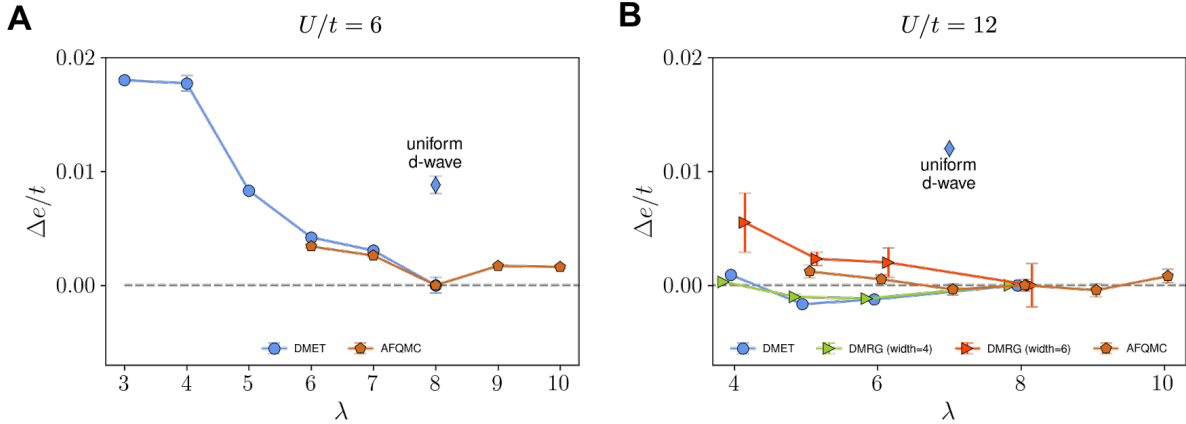 A
U/t = 6
0.02
0.01
0.00
Δe/t
uniform
d-wave
DMET
AFQMC
3 4 5 6 7 8 9 10
λ
B
U/t = 12
0.02
0.01
0.00
Δe/t
uniform
d-wave
DMET
DMRG (width=4)
DMRG (width=6)
AFQMC
4 6 8 10
λ